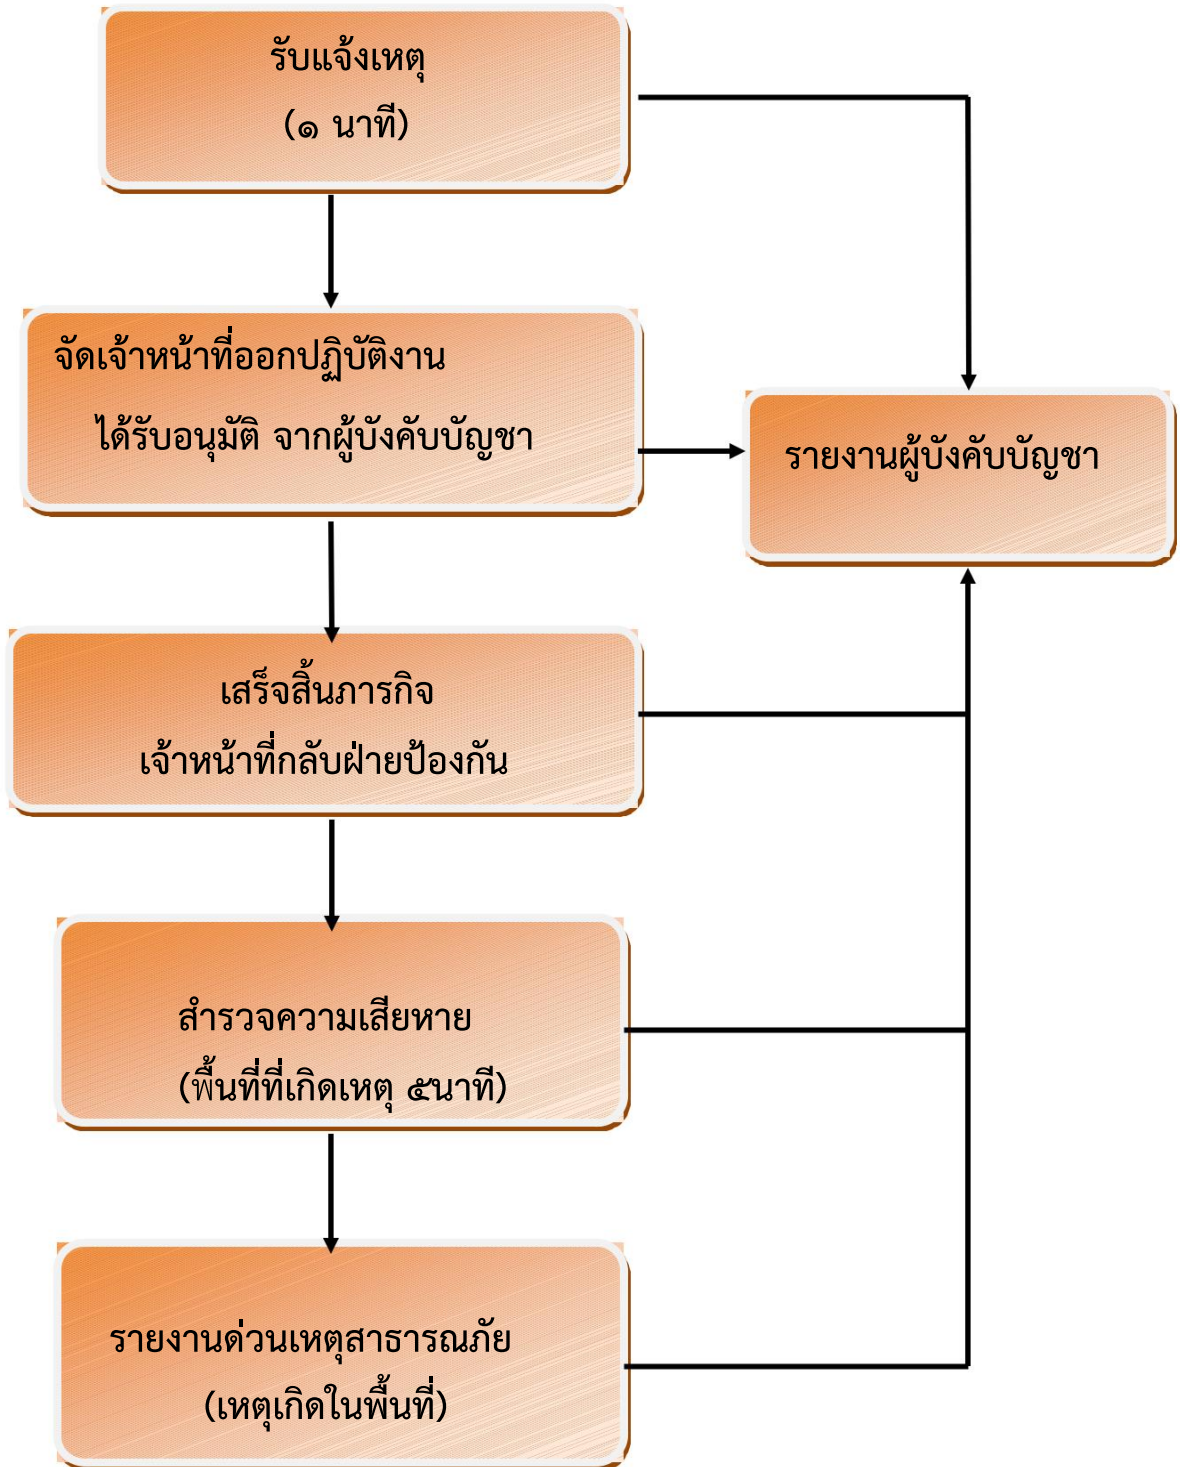 รับแจ้งเหตุ
(๑ นาที)
จัดเจ้าหน้าที่ออกปฏิบัติงาน
ได้รับอนุมัติ จากผู้บังคับบัญชา
รายงานผู้บังคับบัญชา
เสร็จสิ้นภารกิจ
เจ้าหน้าที่กลับฝ่ายป้องกัน
สำรวจความเสียหาย
(พื้นที่ที่เกิดเหตุ ๕นาที)
รายงานด่วนเหตุสาธารณภัย
(เหตุเกิดในพื้นที่)